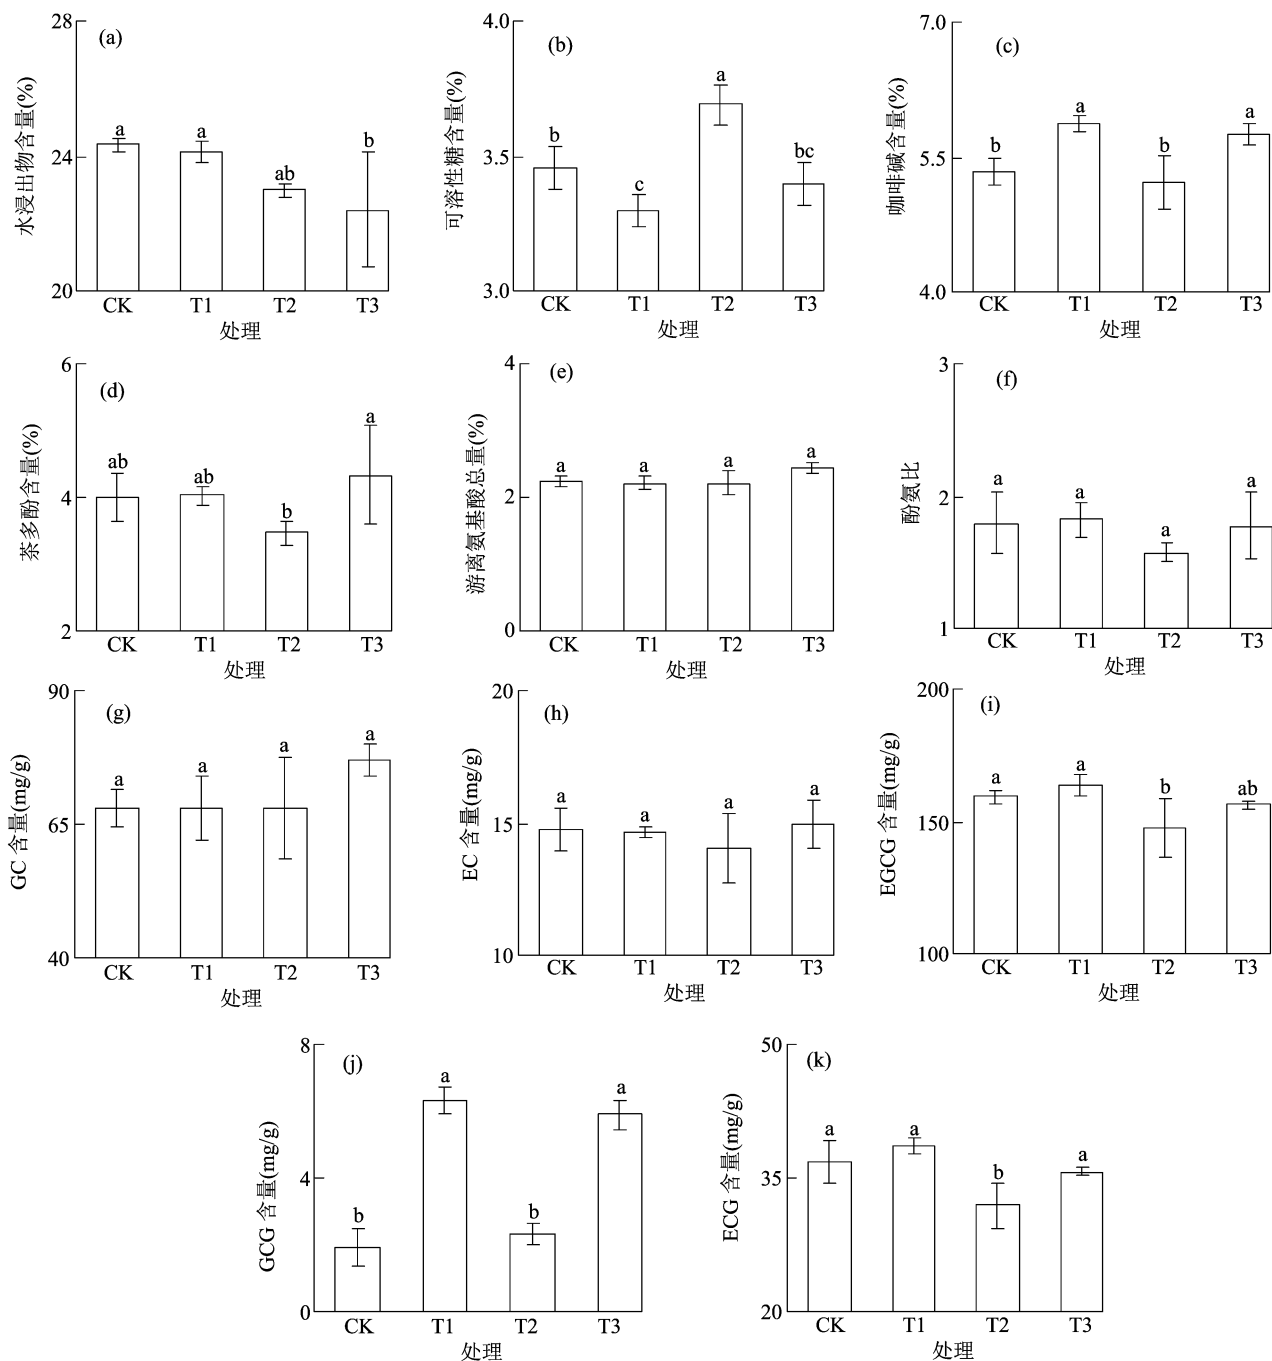 (a)
水浸出物含量(%)
28
24
20
a
a
ab
b
CK
T1
T2
T3
处理
(b)
可溶性糖含量(%)
4.0
3.5
3.0
b
c
a
bc
CK
T1
T2
T3
处理
(c)
咖啡碱含量(%)
7.0
5.5
4.0
b
a
b
a
CK
T1
T2
T3
处理
(d)
茶多酚含量(%)
6
4
2
ab
ab
b
a
CK
T1
T2
T3
处理
(e)
游离氨基酸总量(%)
4
2
0
a
a
a
a
CK
T1
T2
T3
处理
(f)
酚氨比
3
2
1
a
a
a
a
CK
T1
T2
T3
处理
(g)
GC 含量(mg/g)
90
65
40
a
a
a
a
CK
T1
T2
T3
处理
(h)
EC 含量(mg/g)
20
15
10
a
a
a
a
CK
T1
T2
T3
处理
(i)
EGCG 含量(mg/g)
200
150
100
a
a
b
ab
CK
T1
T2
T3
处理
(j)
GCG 含量(mg/g)
8
4
0
b
a
b
a
CK
T1
T2
T3
处理
(k)
ECG 含量(mg/g)
50
35
20
a
a
b
a
CK
T1
T2
T3
处理